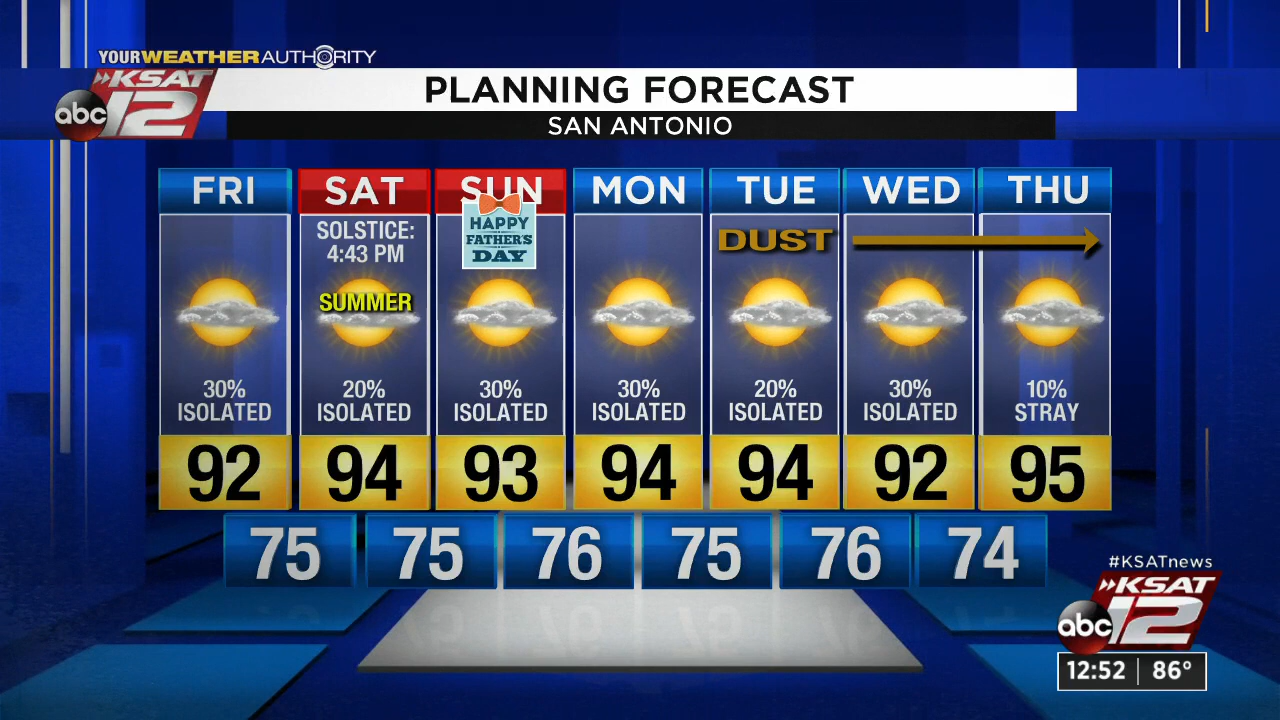 YOURWEATHERAUTHORITY
KSAT
abc 12
PLANNING FORECAST
SAN ANTONIO
FRI SAT SUN MON TUE WED THU
SOLSTICE:
4:43 PM
SUMMER
HAPPY
FATHER'S
DAY
DUST
30% 20% 30% 30% 20% 30% 10%
ISOLATED ISOLATED ISOLATED ISOLATED ISOLATED ISOLATED STRAY
92 94 93 94 94 92 95
75 75 76 75 76 74
#KSATnews
KSAT
abc 12
12:52 86°